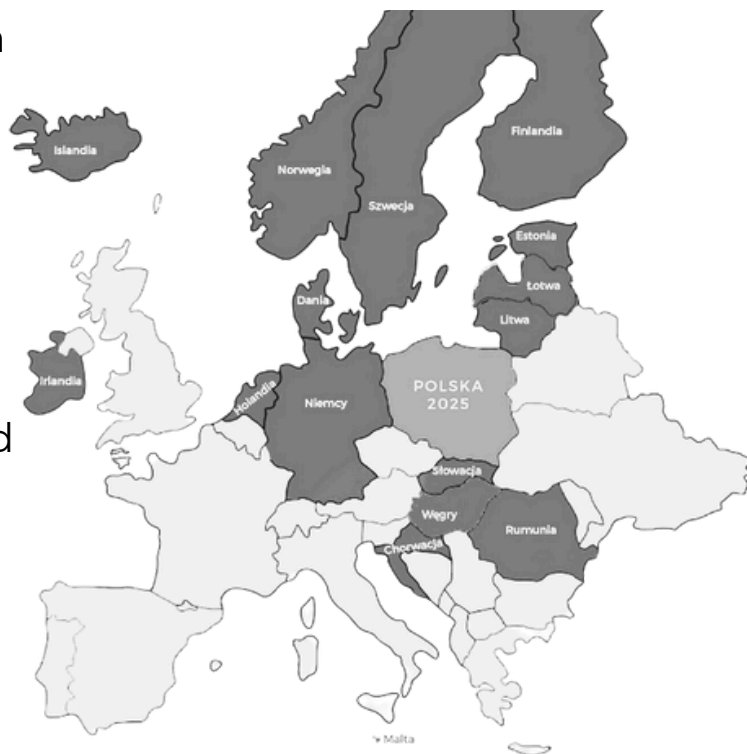 n
Islandia
Norwegia
Finlandia
Szwecja
Estonia
Łotwa
Dania
Litwa
Irlandia
Holandia
Niemcy
POLSKA
2025
d
Słowacja
Węgry
Rumunia
Chorwacja
Malta